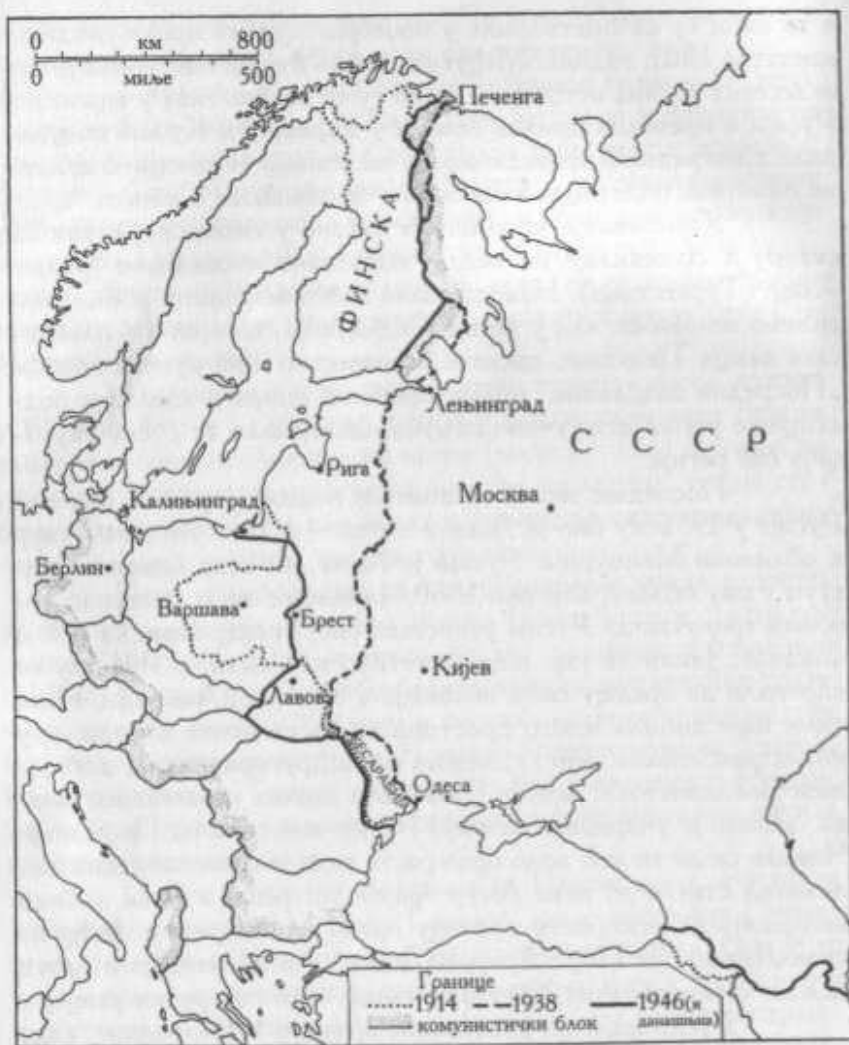 0 км 800
0 миље 500
Печенга
ФИНСКА
Лењинград
С С С Р
Рига
Москва
Калињинград
Берлин
Варшава
Брест
Кијев
Лавов
Одеса
Границе
1914 1938 1946(и данашња)
комунистички блок